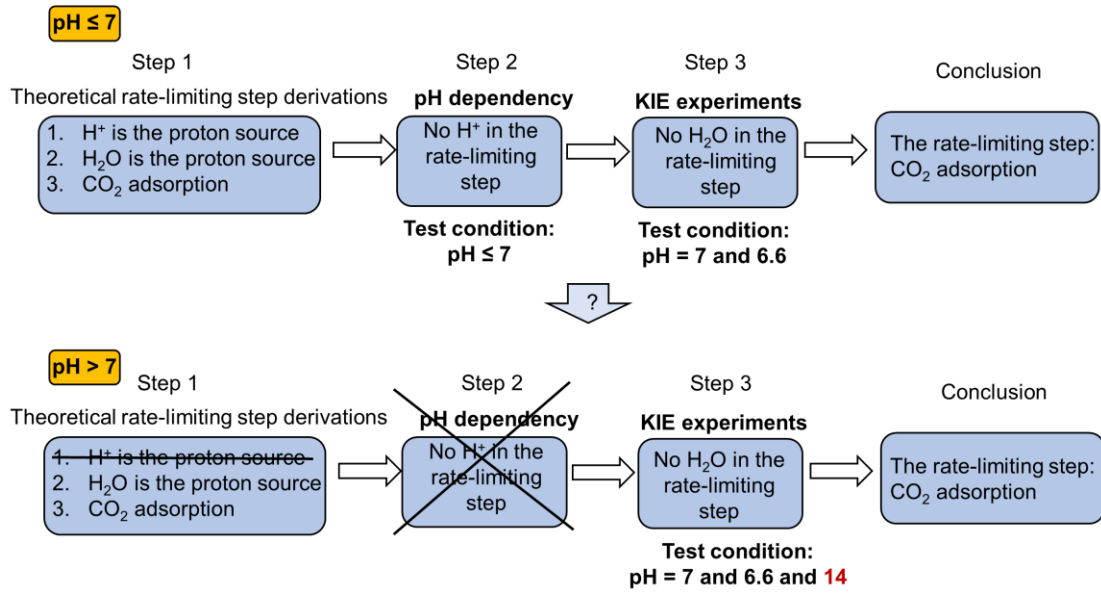 pH ≤ 7
Step 1
Theoretical rate-limiting step derivations
1. H⁺ is the proton source
2. H₂O is the proton source
3. CO₂ adsorption
Step 2
pH dependency
No H⁺ in the
rate-limiting
step
Test condition:
pH ≤ 7
Step 3
KIE experiments
No H₂O in the
rate-limiting
step
Test condition:
pH = 7 and 6.6
Conclusion
The rate-limiting step:
CO₂ adsorption
?
pH > 7
Step 1
Theoretical rate-limiting step derivations
1. H⁺ is the proton source
2. H₂O is the proton source
3. CO₂ adsorption
Step 2
pH dependency
No H⁺ in the
rate-limiting
step
Step 3
KIE experiments
No H₂O in the
rate-limiting
step
Test condition:
pH = 7 and 6.6 and 14
Conclusion
The rate-limiting step:
CO₂ adsorption